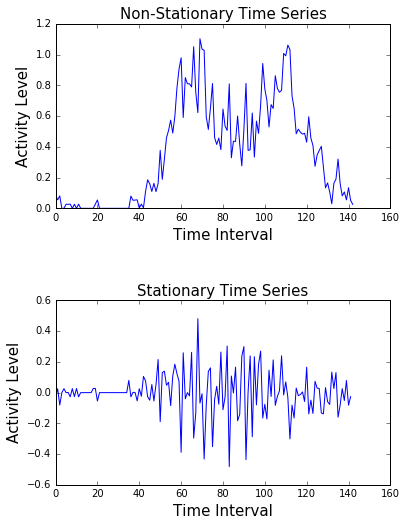 Non-Stationary Time Series
1.2
1.0
0.8
0.6
0.4
0.2
0.0
Activity Level
0 20 40 60 80 100 120 140 160
Time Interval
Stationary Time Series
0.6
0.4
0.2
0.0
−0.2
−0.4
−0.6
Activity Level
0 20 40 60 80 100 120 140 160
Time Interval